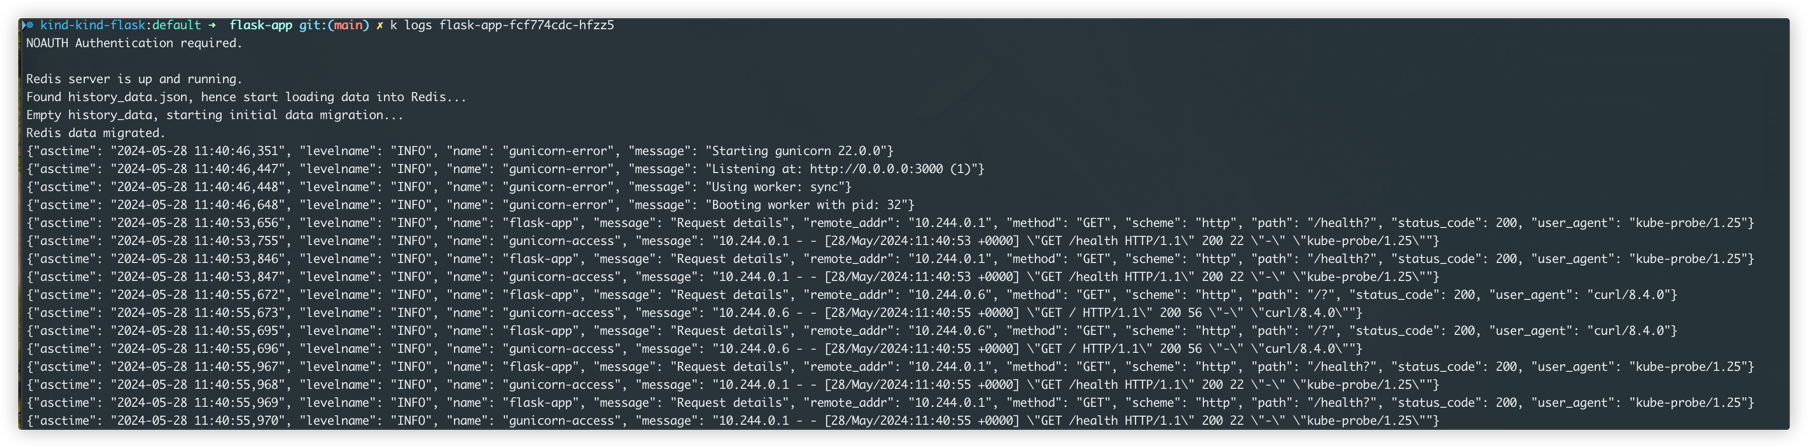 kind-kind-flask:default → flask-app git:(main) ✗ k logs flask-app-fcf774cdc-hfzz5
NOAUTH Authentication required.
Redis server is up and running.
Found history_data.json, hence start loading data into Redis...
Empty history_data, starting initial data migration...
Redis data migrated.
{"asctime": "2024-05-28 11:40:46,351", "levelname": "INFO", "name": "gunicorn-error", "message": "Starting gunicorn 22.0.0"}
{"asctime": "2024-05-28 11:40:46,447", "levelname": "INFO", "name": "gunicorn-error", "message": "Listening at: http://0.0.0.0:3000 (1)"}
{"asctime": "2024-05-28 11:40:46,448", "levelname": "INFO", "name": "gunicorn-error", "message": "Using worker: sync"}
{"asctime": "2024-05-28 11:40:46,648", "levelname": "INFO", "name": "gunicorn-error", "message": "Booting worker with pid: 32"}
{"asctime": "2024-05-28 11:40:53,656", "levelname": "INFO", "name": "flask-app", "message": "Request details", "remote_addr": "10.244.0.1", "method": "GET", "scheme": "http", "path": "/health?", "status_code": 200, "user_agent": "kube-probe/1.25"}
{"asctime": "2024-05-28 11:40:53,755", "levelname": "INFO", "name": "gunicorn-access", "message": "10.244.0.1 - - [28/May/2024:11:40:53 +0000] \"GET /health HTTP/1.1\" 200 22 \"-\" \"kube-probe/1.25\""}
{"asctime": "2024-05-28 11:40:53,846", "levelname": "INFO", "name": "flask-app", "message": "Request details", "remote_addr": "10.244.0.1", "method": "GET", "scheme": "http", "path": "/health?", "status_code": 200, "user_agent": "kube-probe/1.25"}
{"asctime": "2024-05-28 11:40:53,847", "levelname": "INFO", "name": "gunicorn-access", "message": "10.244.0.1 - - [28/May/2024:11:40:53 +0000] \"GET /health HTTP/1.1\" 200 22 \"-\" \"kube-probe/1.25\""}
{"asctime": "2024-05-28 11:40:55,672", "levelname": "INFO", "name": "flask-app", "message": "Request details", "remote_addr": "10.244.0.6", "method": "GET", "scheme": "http", "path": "/?", "status_code": 200, "user_agent": "curl/8.4.0"}
{"asctime": "2024-05-28 11:40:55,673", "levelname": "INFO", "name": "gunicorn-access", "message": "10.244.0.6 - - [28/May/2024:11:40:55 +0000] \"GET / HTTP/1.1\" 200 56 \"-\" \"curl/8.4.0\""}
{"asctime": "2024-05-28 11:40:55,695", "levelname": "INFO", "name": "flask-app", "message": "Request details", "remote_addr": "10.244.0.6", "method": "GET", "scheme": "http", "path": "/?", "status_code": 200, "user_agent": "curl/8.4.0"}
{"asctime": "2024-05-28 11:40:55,696", "levelname": "INFO", "name": "gunicorn-access", "message": "10.244.0.6 - - [28/May/2024:11:40:55 +0000] \"GET / HTTP/1.1\" 200 56 \"-\" \"curl/8.4.0\""}
{"asctime": "2024-05-28 11:40:55,967", "levelname": "INFO", "name": "flask-app", "message": "Request details", "remote_addr": "10.244.0.1", "method": "GET", "scheme": "http", "path": "/health?", "status_code": 200, "user_agent": "kube-probe/1.25"}
{"asctime": "2024-05-28 11:40:55,968", "levelname": "INFO", "name": "gunicorn-access", "message": "10.244.0.1 - - [28/May/2024:11:40:55 +0000] \"GET /health HTTP/1.1\" 200 22 \"-\" \"kube-probe/1.25\""}
{"asctime": "2024-05-28 11:40:55,969", "levelname": "INFO", "name": "flask-app", "message": "Request details", "remote_addr": "10.244.0.1", "method": "GET", "scheme": "http", "path": "/health?", "status_code": 200, "user_agent": "kube-probe/1.25"}
{"asctime": "2024-05-28 11:40:55,970", "levelname": "INFO", "name": "gunicorn-access", "message": "10.244.0.1 - - [28/May/2024:11:40:55 +0000] \"GET /health HTTP/1.1\" 200 22 \"-\" \"kube-probe/1.25\""}